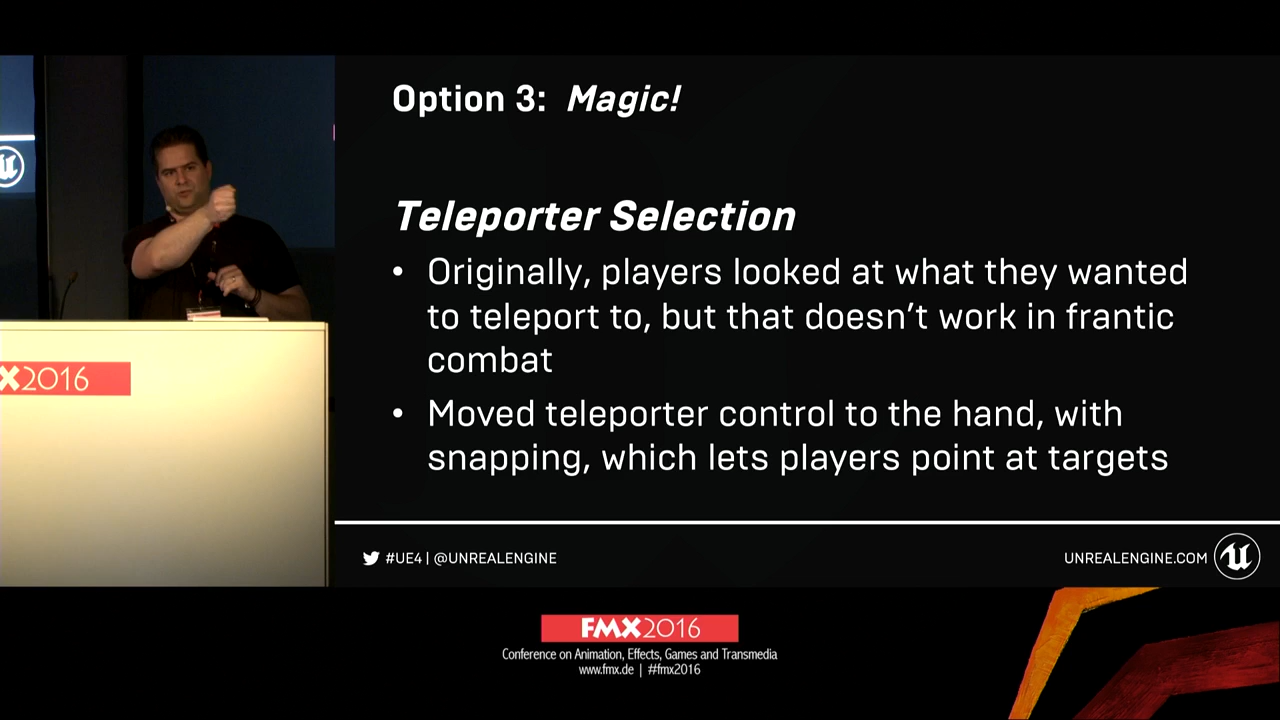 Option 3: Magic!
Teleporter Selection
• Originally, players looked at what they wanted
to teleport to, but that doesn't work in frantic
combat
• Moved teleporter control to the hand, with
snapping, which lets players point at targets
#UE4 | @UNREALENGINE
UNREALENGINE.COM
X2016
FMX2016
Conference on Animation, Effects, Games and Transmedia
www.fmx.de | #fmx2016